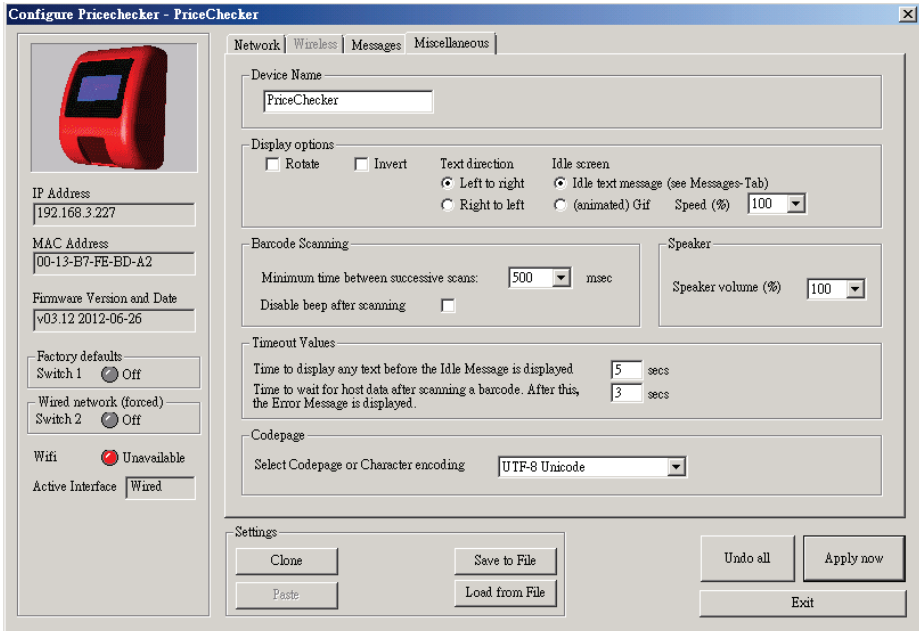 Configure Pricechecker - PriceChecker
IP Address
192.168.3.227
MAC Address
00-13-B7-FE-BD-A2
Firmware Version and Date
v03.12 2012-06-26
Factory defaults
Switch 1 Off
Wired network (forced)
Switch 2 Off
Wifi Unavailable
Active Interface Wired
Network Wireless Messages Miscellaneous
Device Name
PriceChecker
Display options
Rotate Invert Text direction Idle screen
Left to right Idle text message (see Messages-Tab)
Right to left (animated) Gif Speed (%) 100
Barcode Scanning
Minimum time between successive scans: 500 msec
Disable beep after scanning
Speaker
Speaker volume (%) 100
Timeout Values
Time to display any text before the Idle Message is displayed 5 secs
Time to wait for host data after scanning a barcode. After this, 3 secs
the Error Message is displayed.
Codepage
Select Codepage or Character encoding UTF-8 Unicode
Settings
Clone Save to File
Paste Load from File
Undo all Apply now
Exit